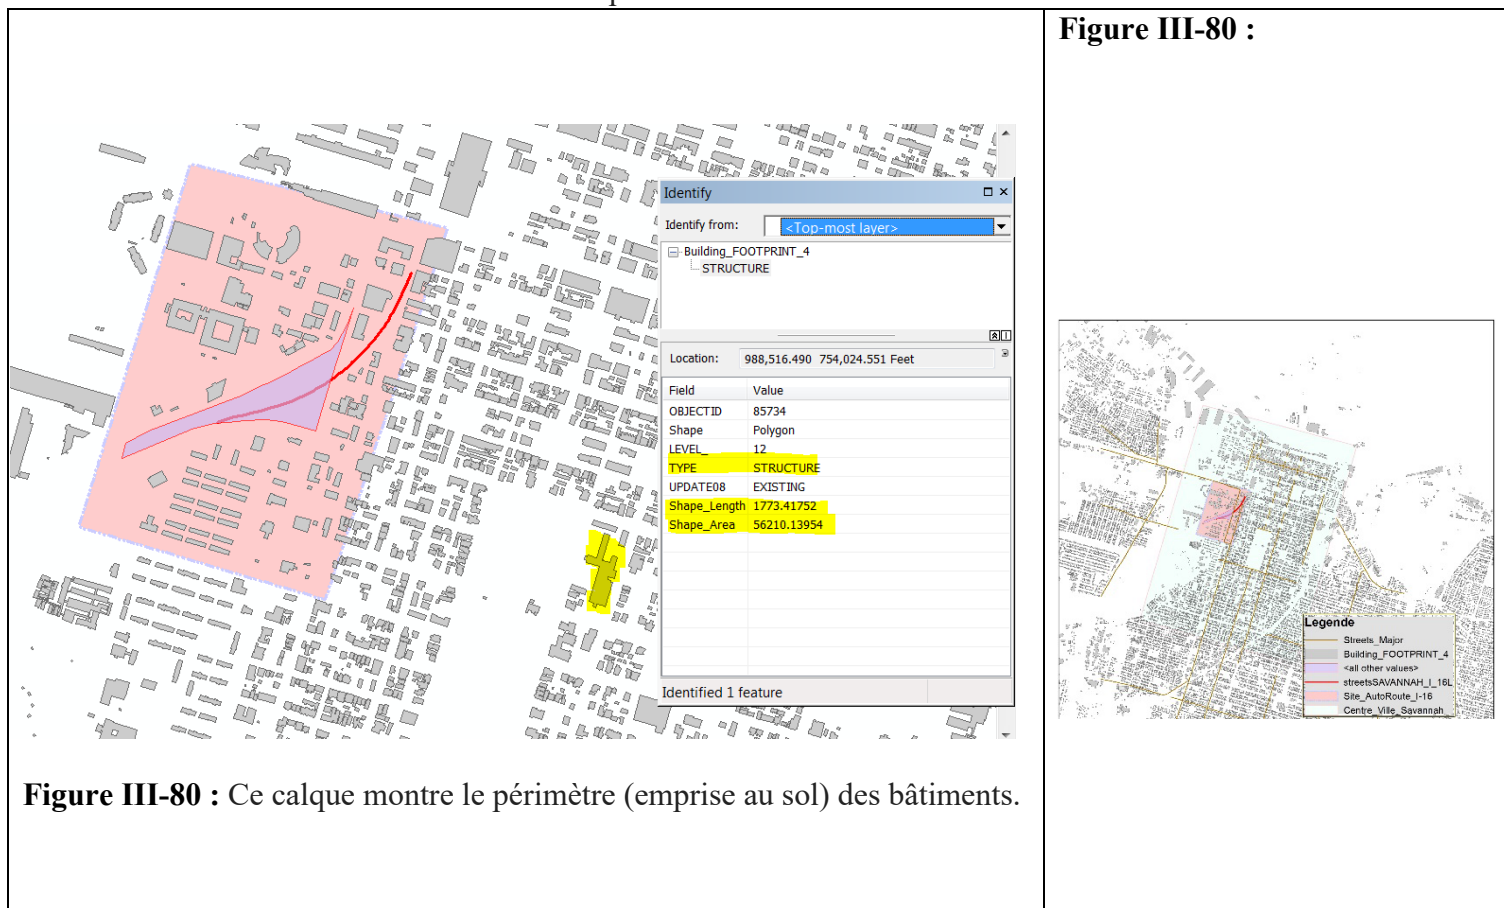 Figure III-80 :
Identify
Identify from:
<Top-most layer>
Building_FOOTPRINT_4
STRUCTURE
Location:
988,516.490 754,024.551 Feet
Field Value
OBJECTID 85734
Shape Polygon
LEVEL_ 12
TYPE STRUCTURE
UPDATE08 EXISTING
Shape_Length 1773.41752
Shape_Area 56210.13954
Identified 1 feature
Legende
Streets_Major
Building_FOOTPRINT_4
<all other values>
streetsSAVANNAH_I_16L
Site_AutoRoute_I-16
Centre_Ville_Savannah
Figure III-80 : Ce calque montre le périmètre (emprise au sol) des bâtiments.